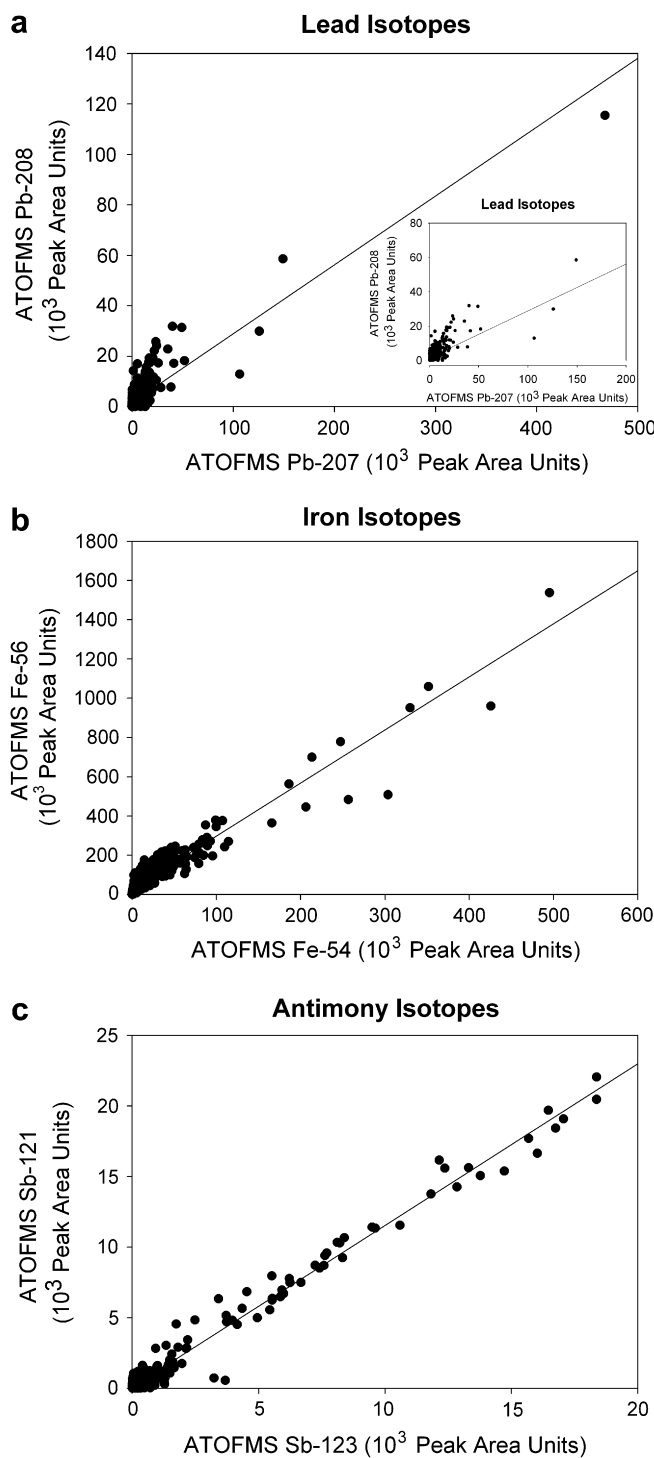 a
Lead Isotopes
140
120
100
80
60
40
20
0
ATOFMS Pb-208
(10³ Peak Area Units)
Lead Isotopes
80
60
40
20
0
ATOFMS Pb-208
(10³ Peak Area Units)
0 50 100 150 200
ATOFMS Pb-207 (10³ Peak Area Units)
0 100 200 300 400 500
ATOFMS Pb-207 (10³ Peak Area Units)
b
Iron Isotopes
1800
1600
1400
1200
1000
800
600
400
200
0
ATOFMS Fe-56
(10³ Peak Area Units)
0 100 200 300 400 500 600
ATOFMS Fe-54 (10³ Peak Area Units)
c
Antimony Isotopes
25
20
15
10
5
0
ATOFMS Sb-121
(10³ Peak Area Units)
0 5 10 15 20
ATOFMS Sb-123 (10³ Peak Area Units)